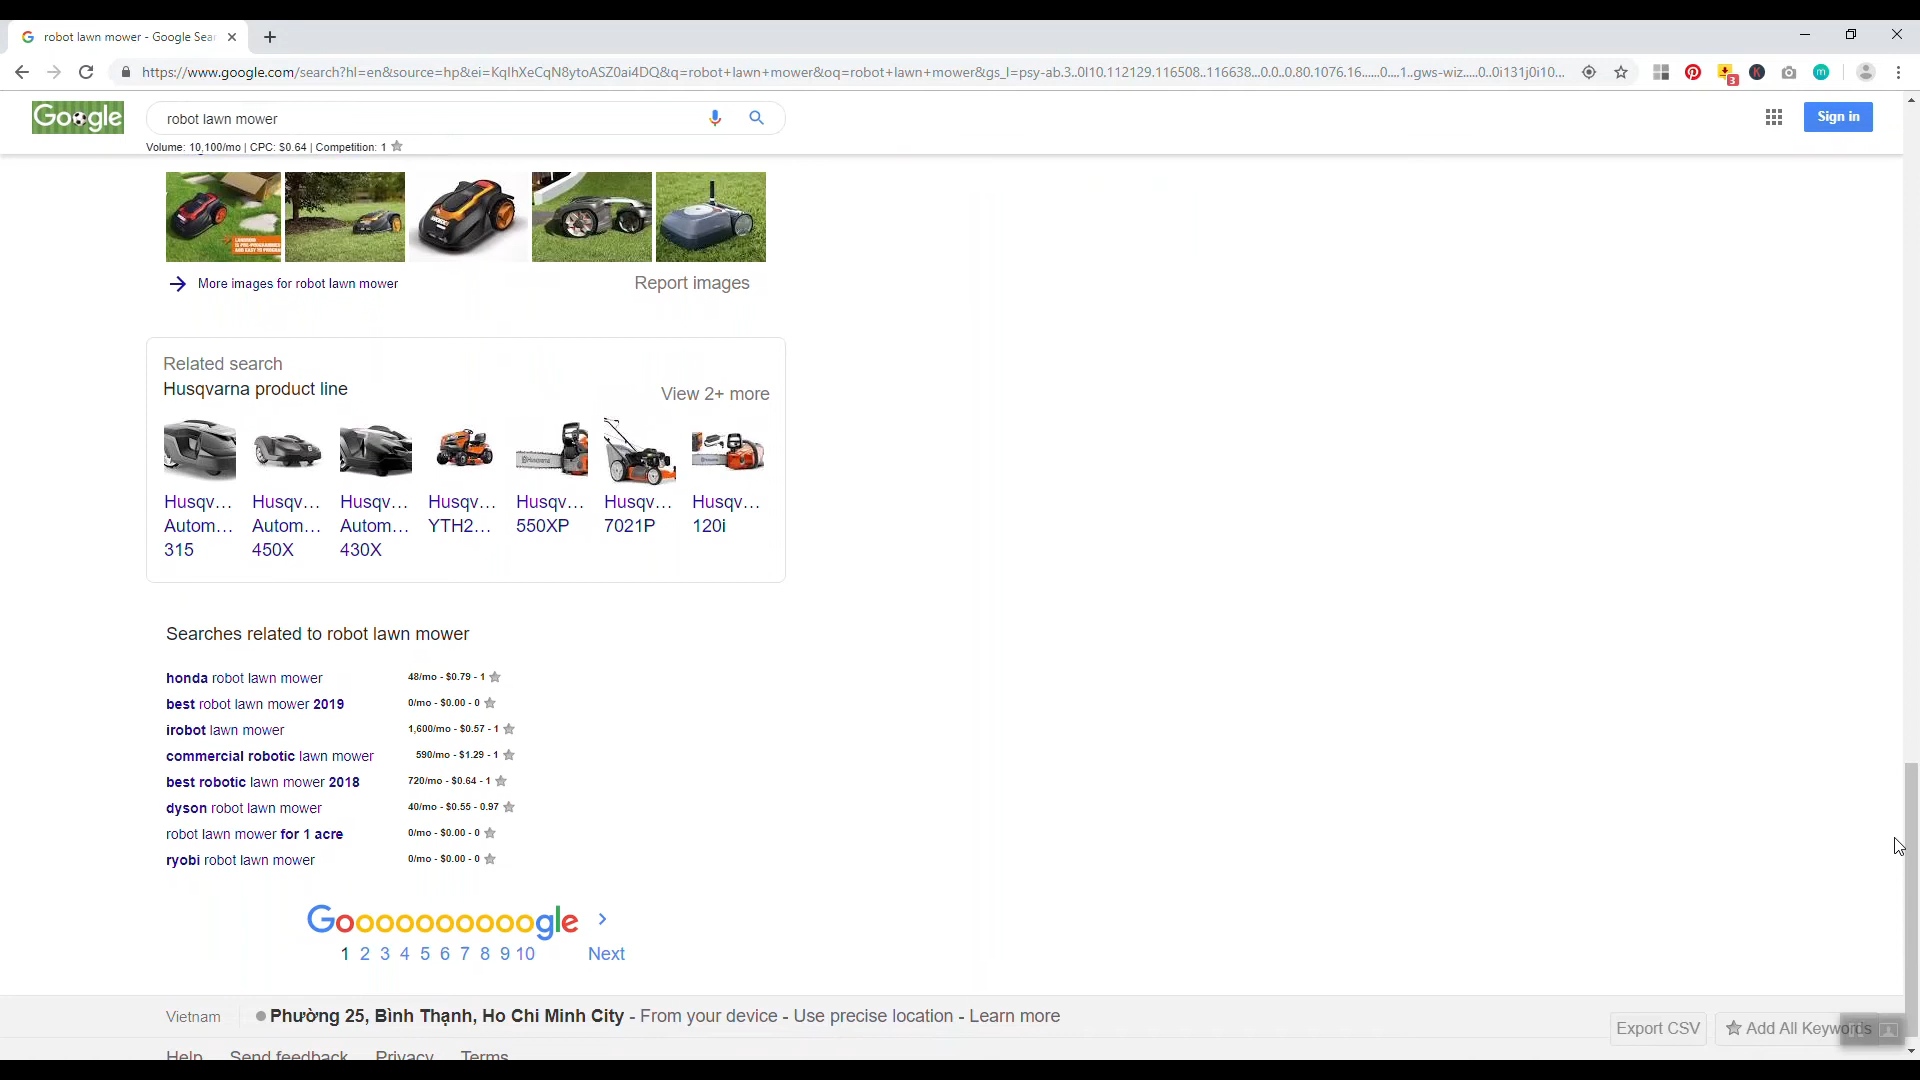 robot lawn mower - Google Sea
https://www.google.com/search?hl=en&source=hp&ei=KqIhXeCqN8ytoASZ0ai4DQ&q=robot+lawn+mower&oq=robot+lawn+mower&gs_l=psy-ab.3..0l10.112129.116508..116638...0.0..0.80.1076.16......0....1..gws-wiz.....0..0i131j0i10...
3
K
m
Google
robot lawn mower
Sign in
Volume: 10,100/mo | CPC: $0.64 | Competition: 1
More images for robot lawn mower
Report images
Related search
Husqvarna product line
View 2+ more
Husqv... Husqv... Husqv... Husqv... Husqv... Husqv... Husqv...
Autom... Autom... Autom... YTH2... 550XP 7021P 120i
315 450X 430X
Searches related to robot lawn mower
honda robot lawn mower 48/mo - $0.79 - 1
best robot lawn mower 2019 0/mo - $0.00 - 0
irobot lawn mower 1,600/mo - $0.57 - 1
commercial robotic lawn mower 590/mo - $1.29 - 1
best robotic lawn mower 2018 720/mo - $0.64 - 1
dyson robot lawn mower 40/mo - $0.55 - 0.97
robot lawn mower for 1 acre 0/mo - $0.00 - 0
ryobi robot lawn mower 0/mo - $0.00 - 0
Goooooooooogle
1 2 3 4 5 6 7 8 9 10 Next
Vietnam
Phường 25, Bình Thạnh, Ho Chi Minh City - From your device - Use precise location - Learn more
Export CSV
Add All Keywords
Help Send feedback Privacy Terms